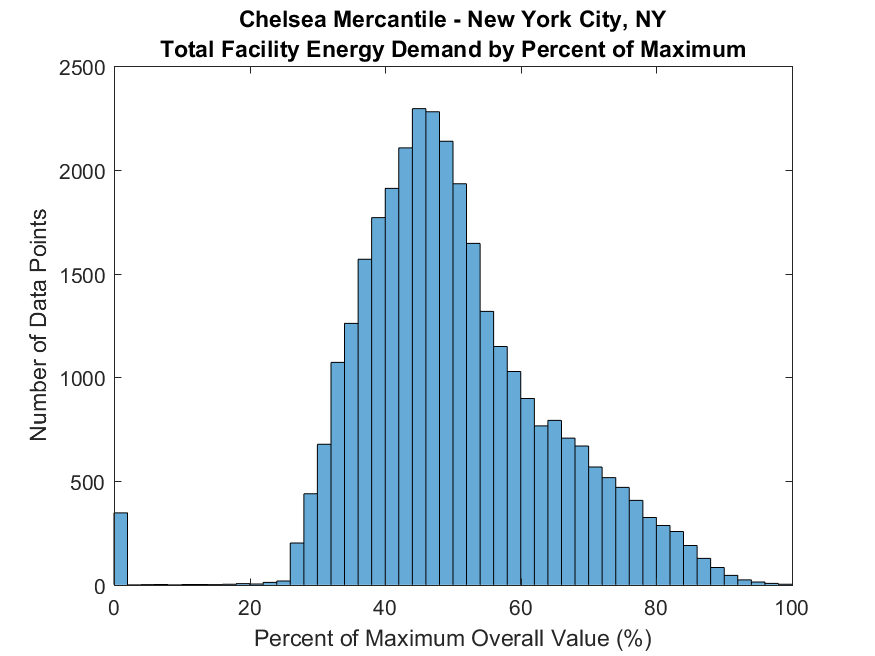 Chelsea Mercantile - New York City, NY
Total Facility Energy Demand by Percent of Maximum
2500
2000
1500
1000
500
0
Number of Data Points
0 20 40 60 80 100
Percent of Maximum Overall Value (%)